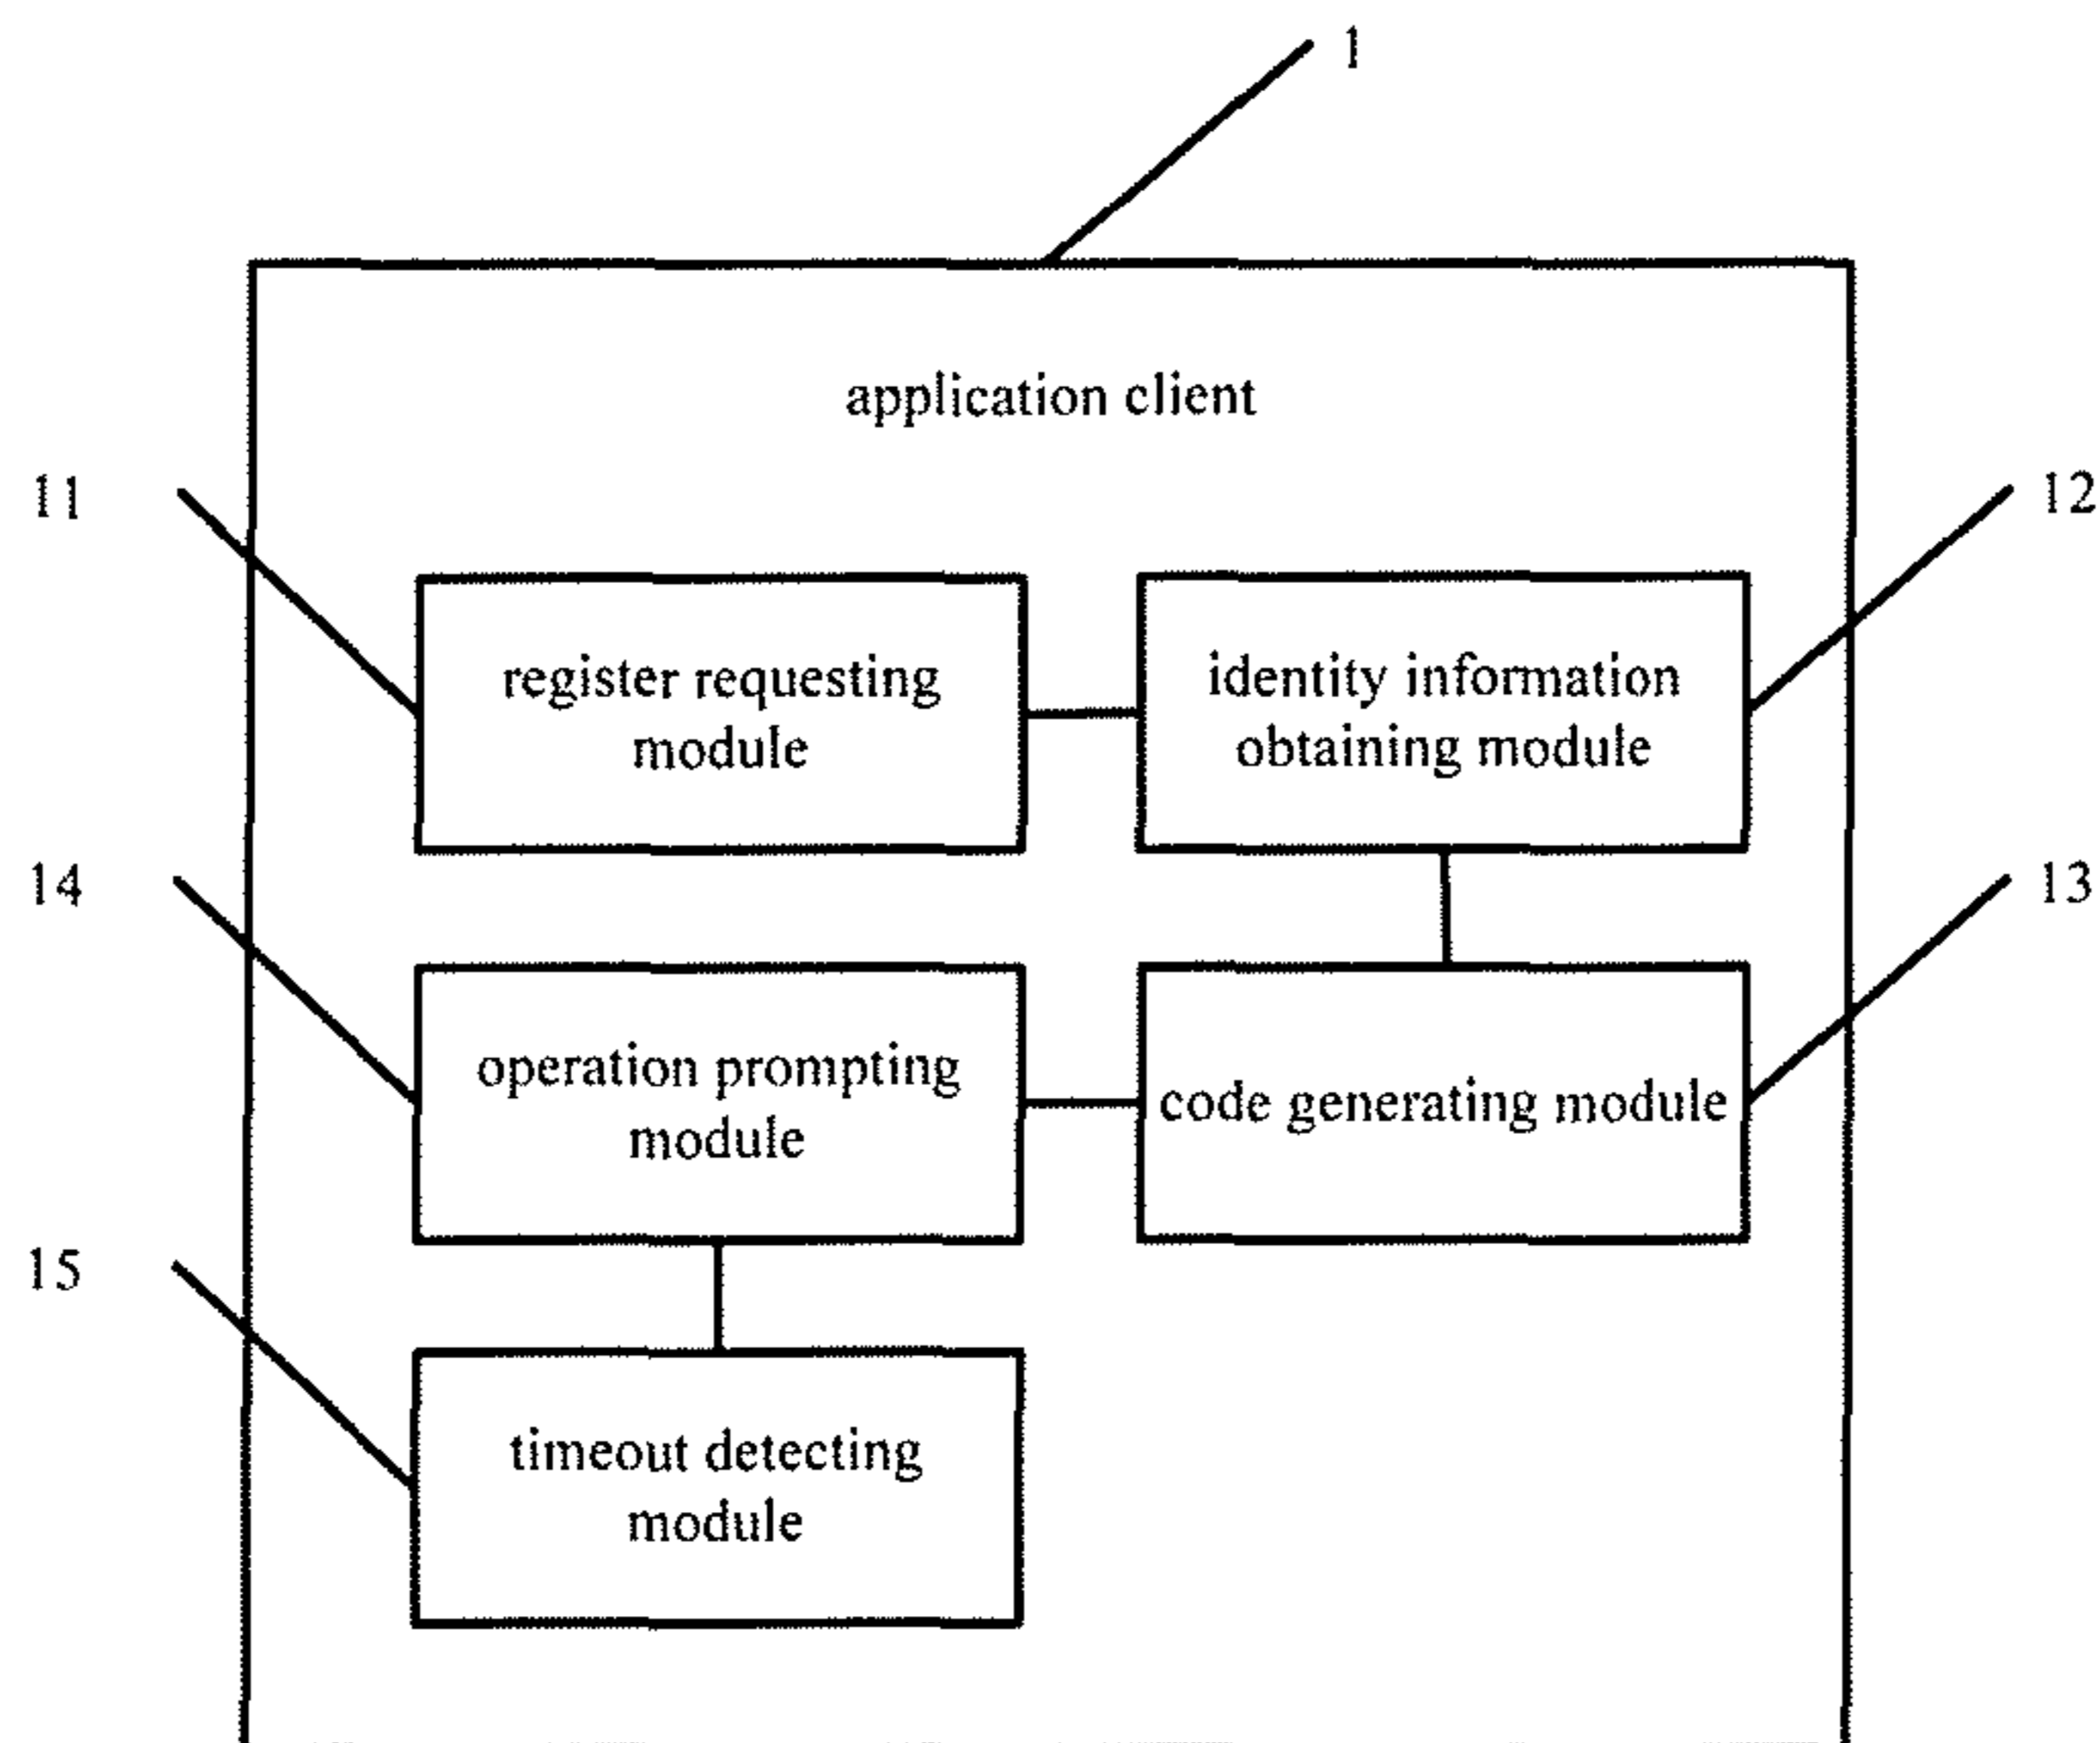 1
application client
11
12
register requesting
module
identity information
obtaining module
14
13
operation prompting
module
code generating module
15
timeout detecting
module